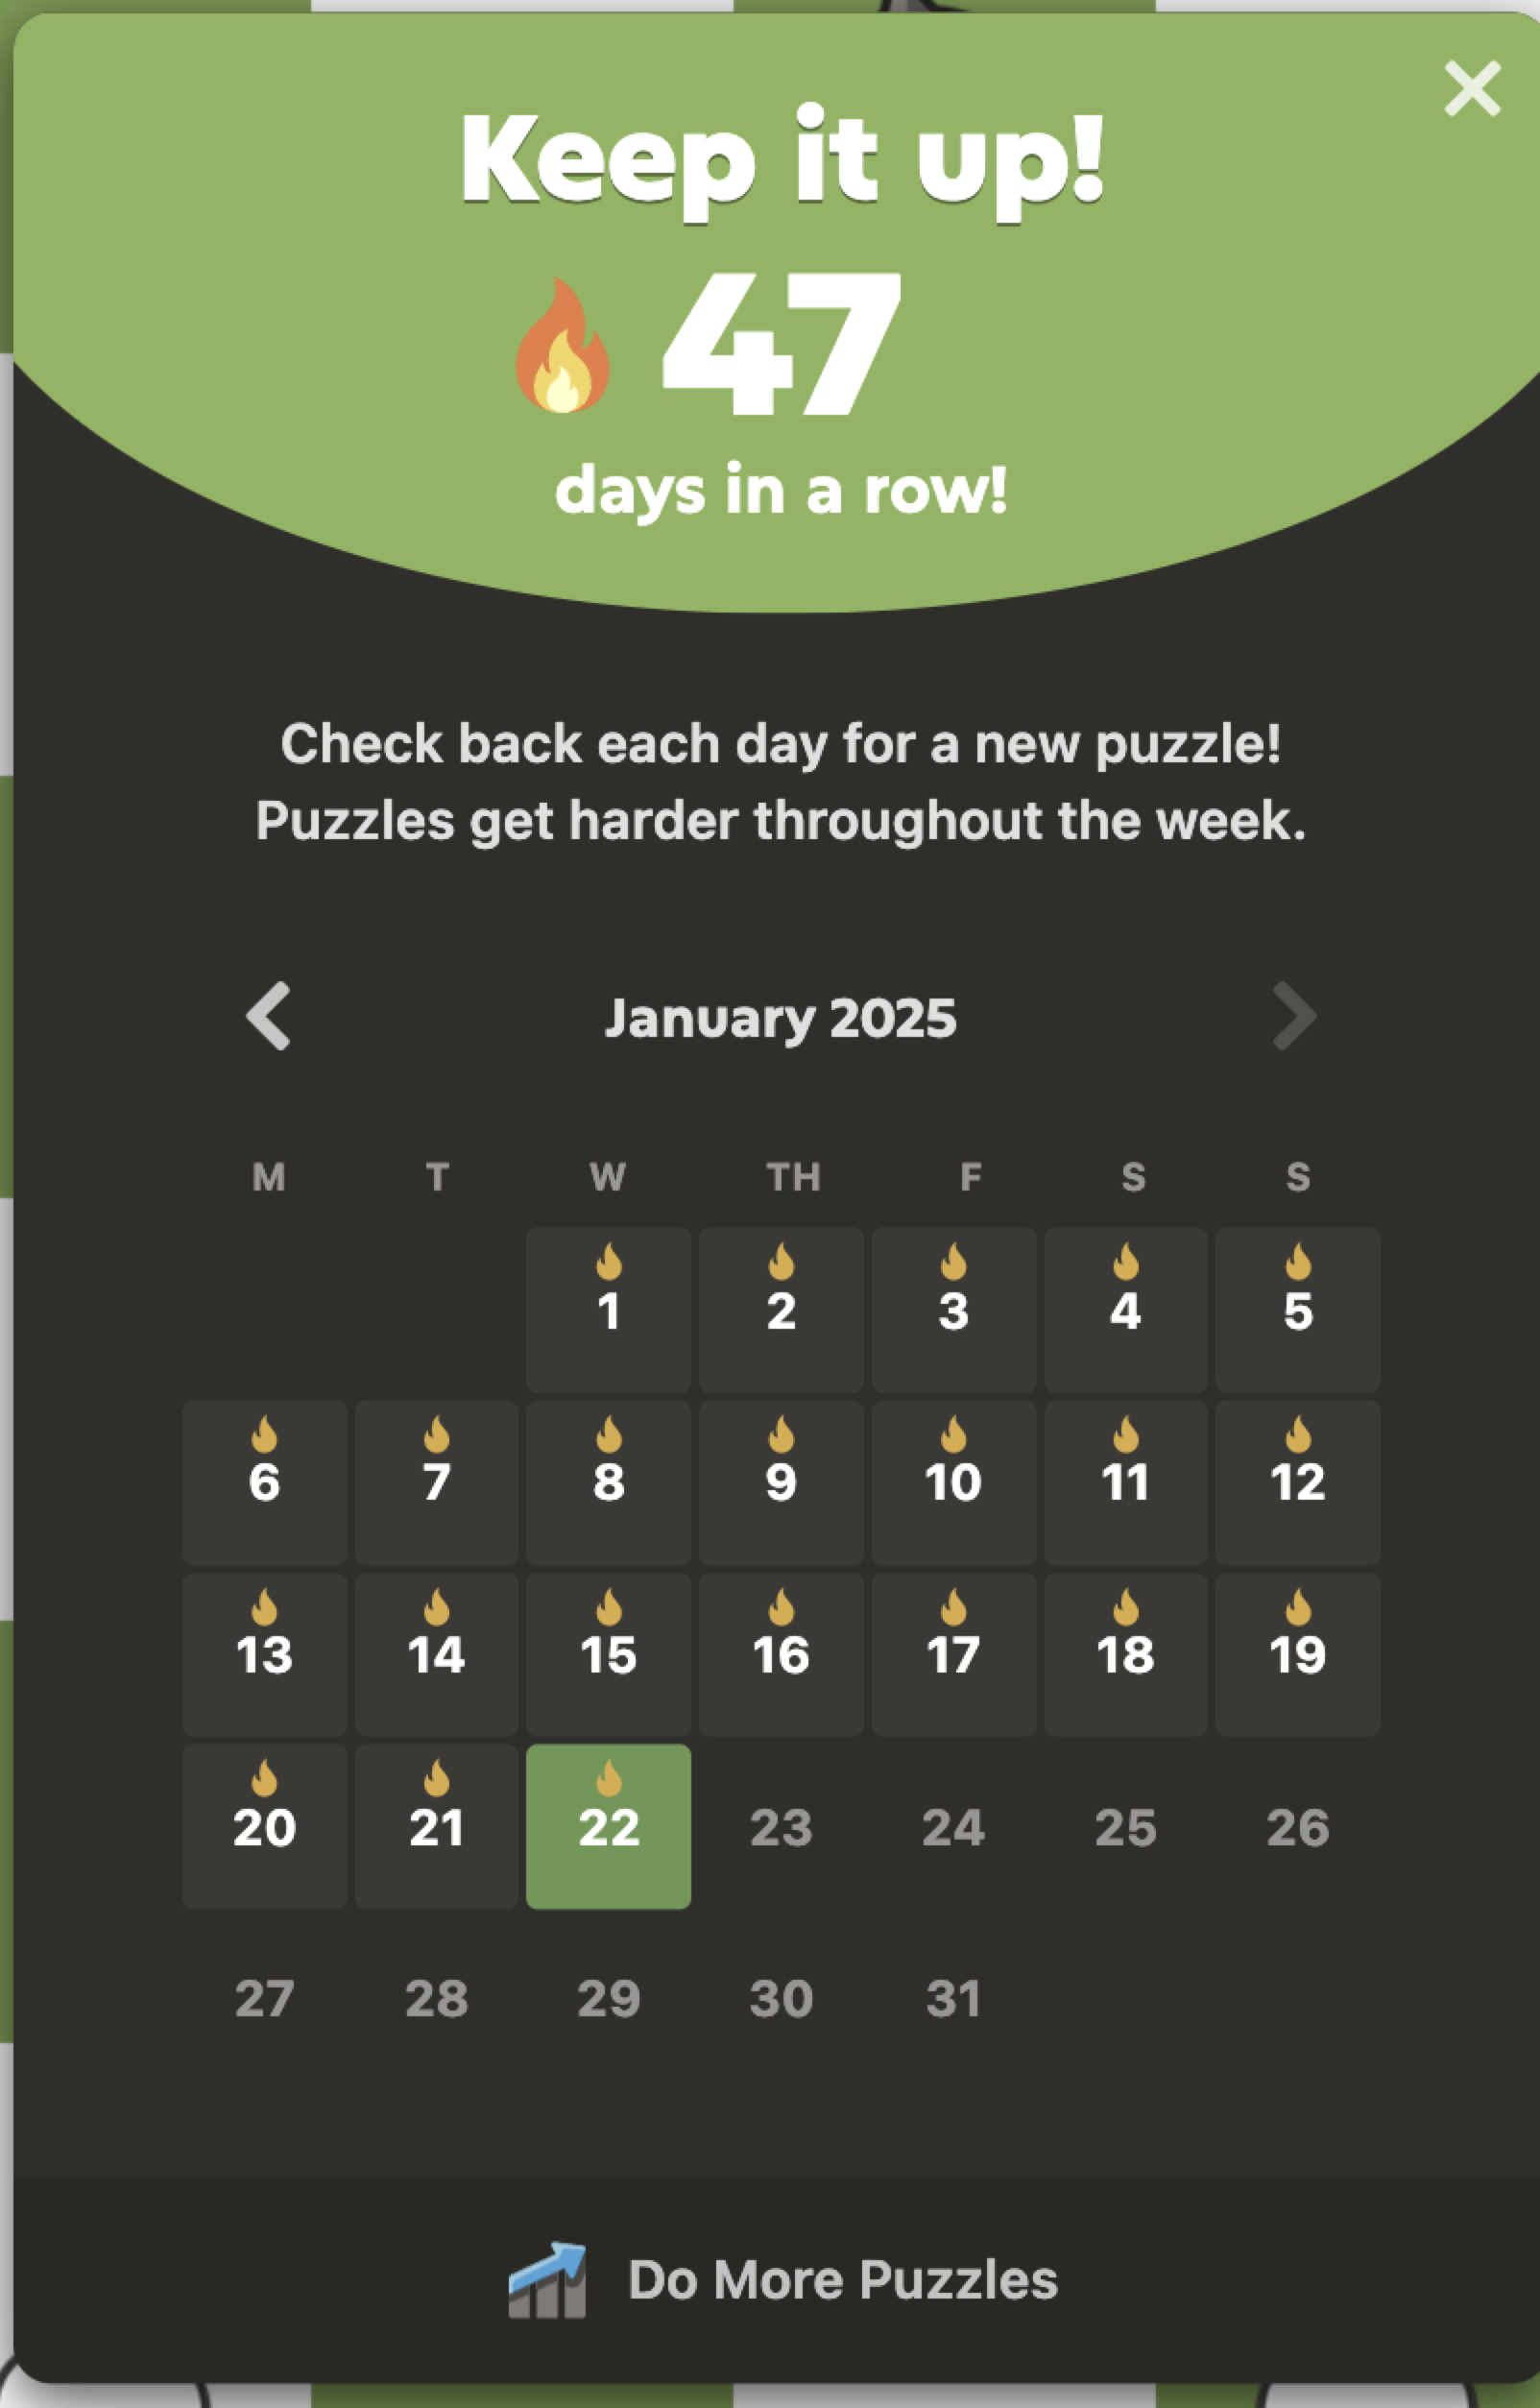 Keep it up!
47
days in a row!
Check back each day for a new puzzle!
Puzzles get harder throughout the week.
January 2025
M T W TH F S S
1 2 3 4 5
6 7 8 9 10 11 12
13 14 15 16 17 18 19
20 21 22 23 24 25 26
27 28 29 30 31
Do More Puzzles